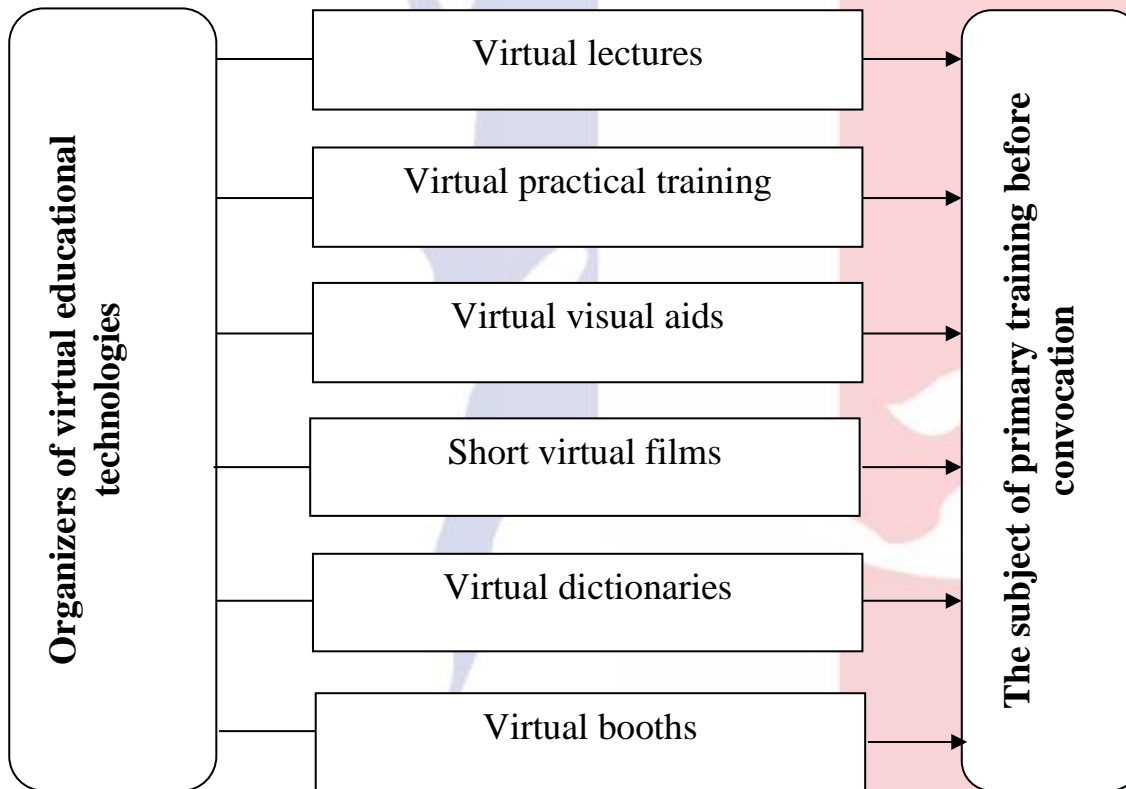 Organizers of virtual educational
technologies
Virtual lectures
Virtual practical training
Virtual visual aids
Short virtual films
Virtual dictionaries
Virtual booths
The subject of primary training before
convocation